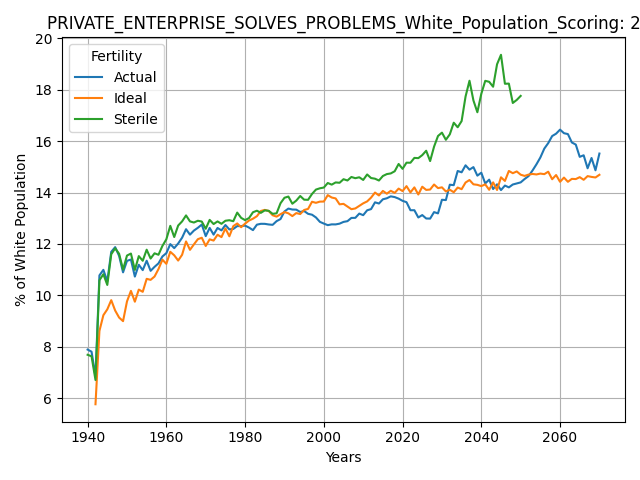 PRIVATE_ENTERPRISE_SOLVES_PROBLEMS_White_Population_Scoring: 2
20
18
16
14
12
10
8
6
% of White Population
Fertility
Actual
Ideal
Sterile
1940 1960 1980 2000 2020 2040 2060
Years